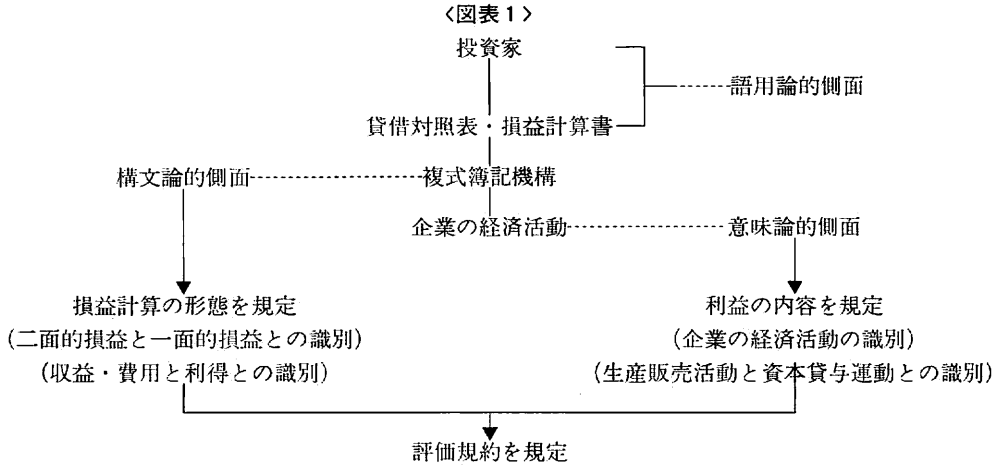 〈図表1〉
投資家
語用論的側面
貸借対照表・損益計算書
構文論的側面
複式簿記機構
企業の経済活動
意味論的側面
損益計算の形態を規定
(二面的損益と一面的損益との識別)
(収益・費用と利得との識別)
利益の内容を規定
(企業の経済活動の識別)
(生産販売活動と資本貸与運動との識別)
評価規約を規定